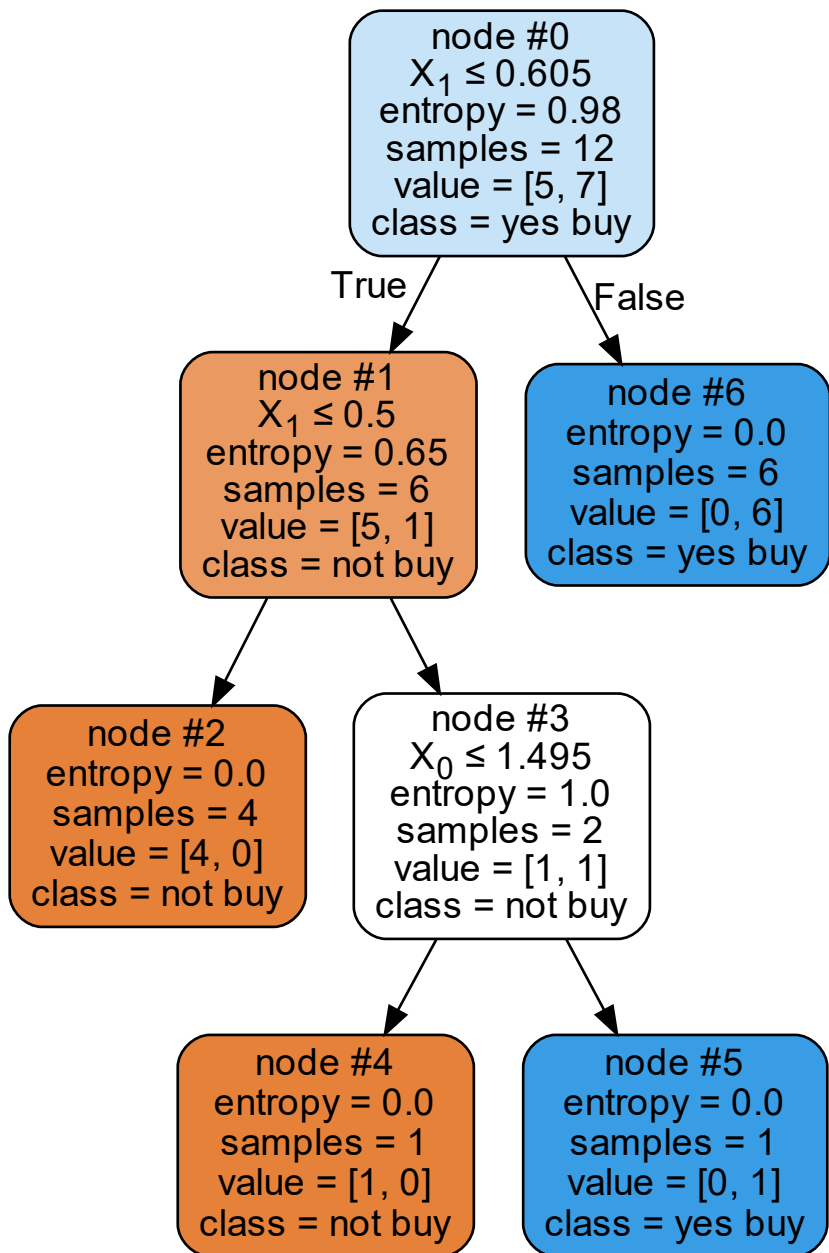 node #0
X₁ ≤ 0.605
entropy = 0.98
samples = 12
value = [5, 7]
class = yes buy
True
False
node #1
X₁ ≤ 0.5
entropy = 0.65
samples = 6
value = [5, 1]
class = not buy
node #6
entropy = 0.0
samples = 6
value = [0, 6]
class = yes buy
node #2
entropy = 0.0
samples = 4
value = [4, 0]
class = not buy
node #3
X₀ ≤ 1.495
entropy = 1.0
samples = 2
value = [1, 1]
class = not buy
node #4
entropy = 0.0
samples = 1
value = [1, 0]
class = not buy
node #5
entropy = 0.0
samples = 1
value = [0, 1]
class = yes buy